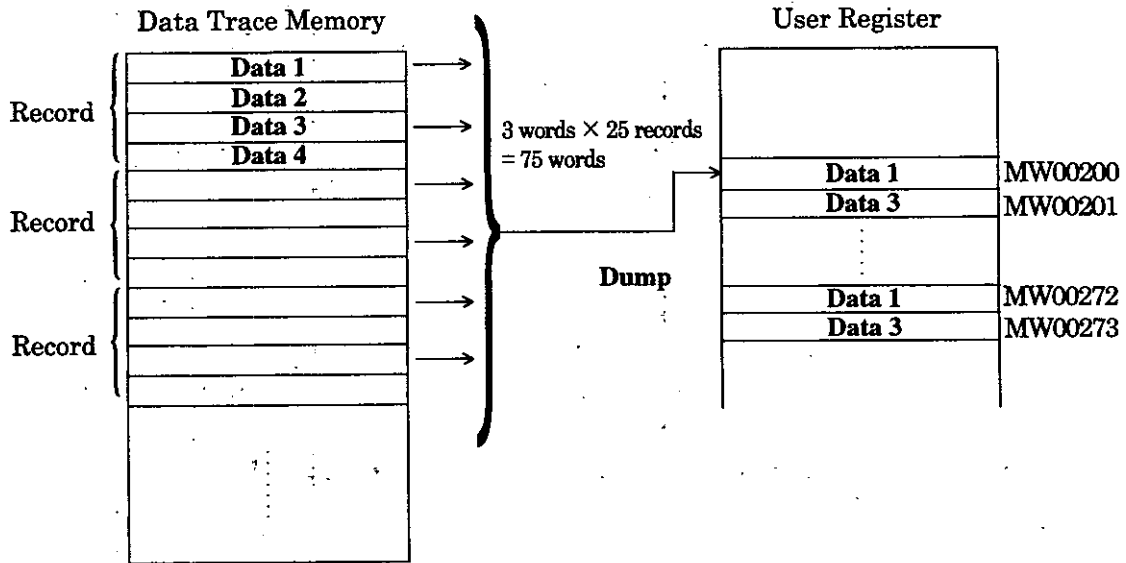 Data Trace Memory
User Register
Record
Data 1
Data 2
Data 3
Data 4
Record
Record
3 words × 25 records
= 75 words
Dump
Data 1 MW00200
Data 3 MW00201
Data 1 MW00272
Data 3 MW00273